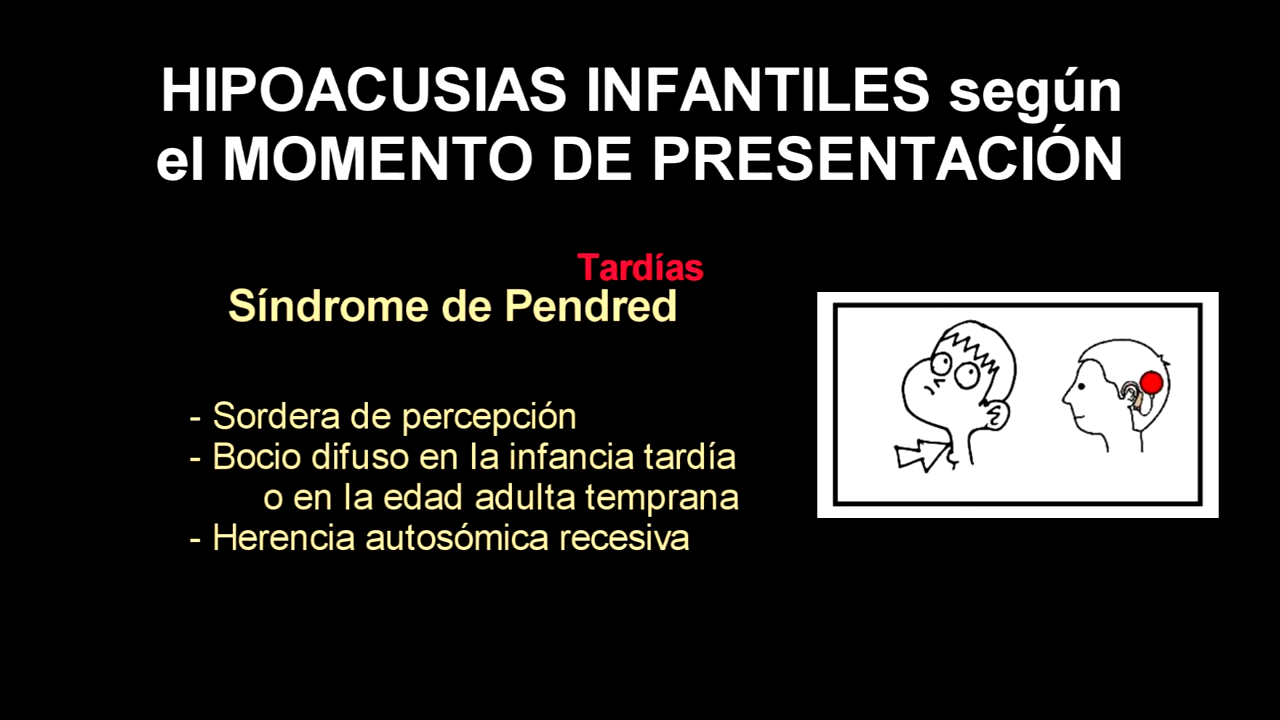 HIPOACUSIAS INFANTILES según
el MOMENTO DE PRESENTACIÓN
Tardías
Síndrome de Pendred
- Sordera de percepción
- Bocio difuso en la infancia tardía
o en la edad adulta temprana
- Herencia autosómica recesiva